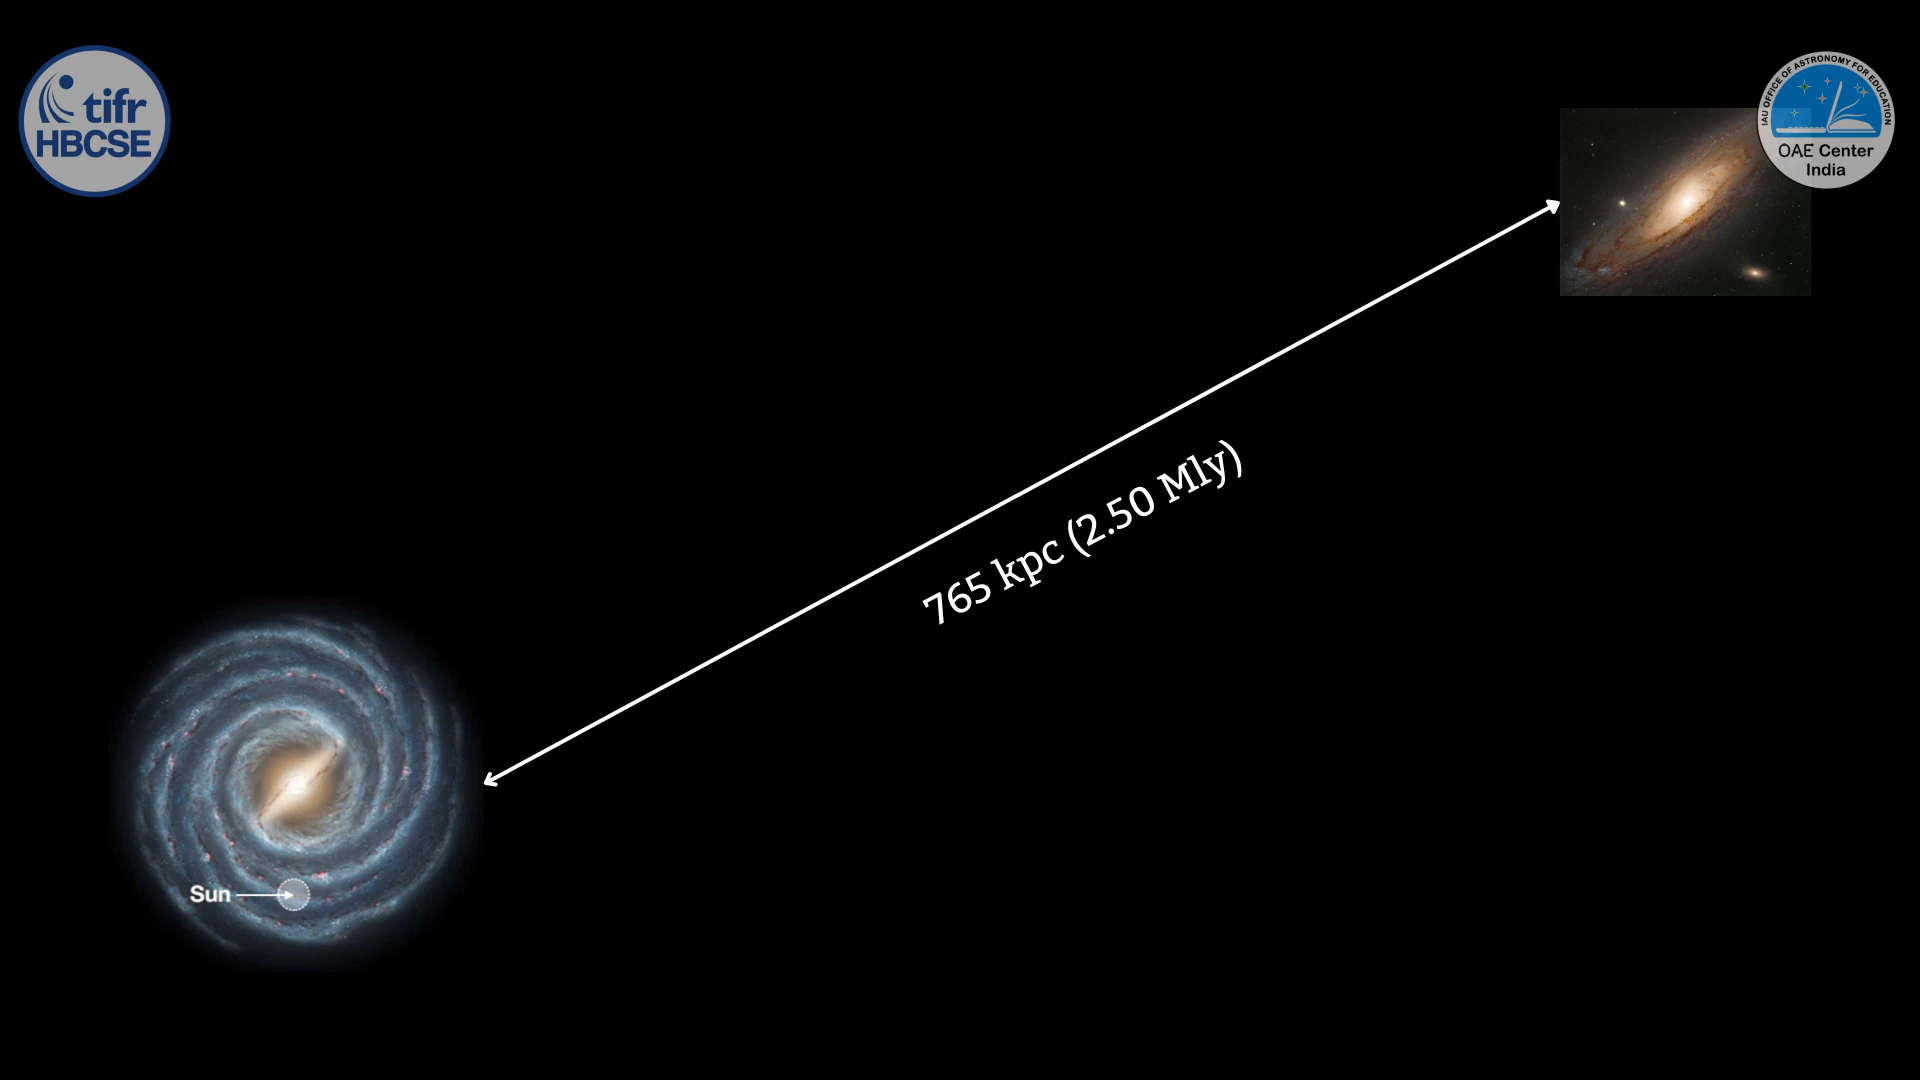 tifr
HBCSE
IAU OFFICE OF ASTRONOMY FOR EDUCATION
OAE Center
India
765 kpc (2.50 Mly)
Sun